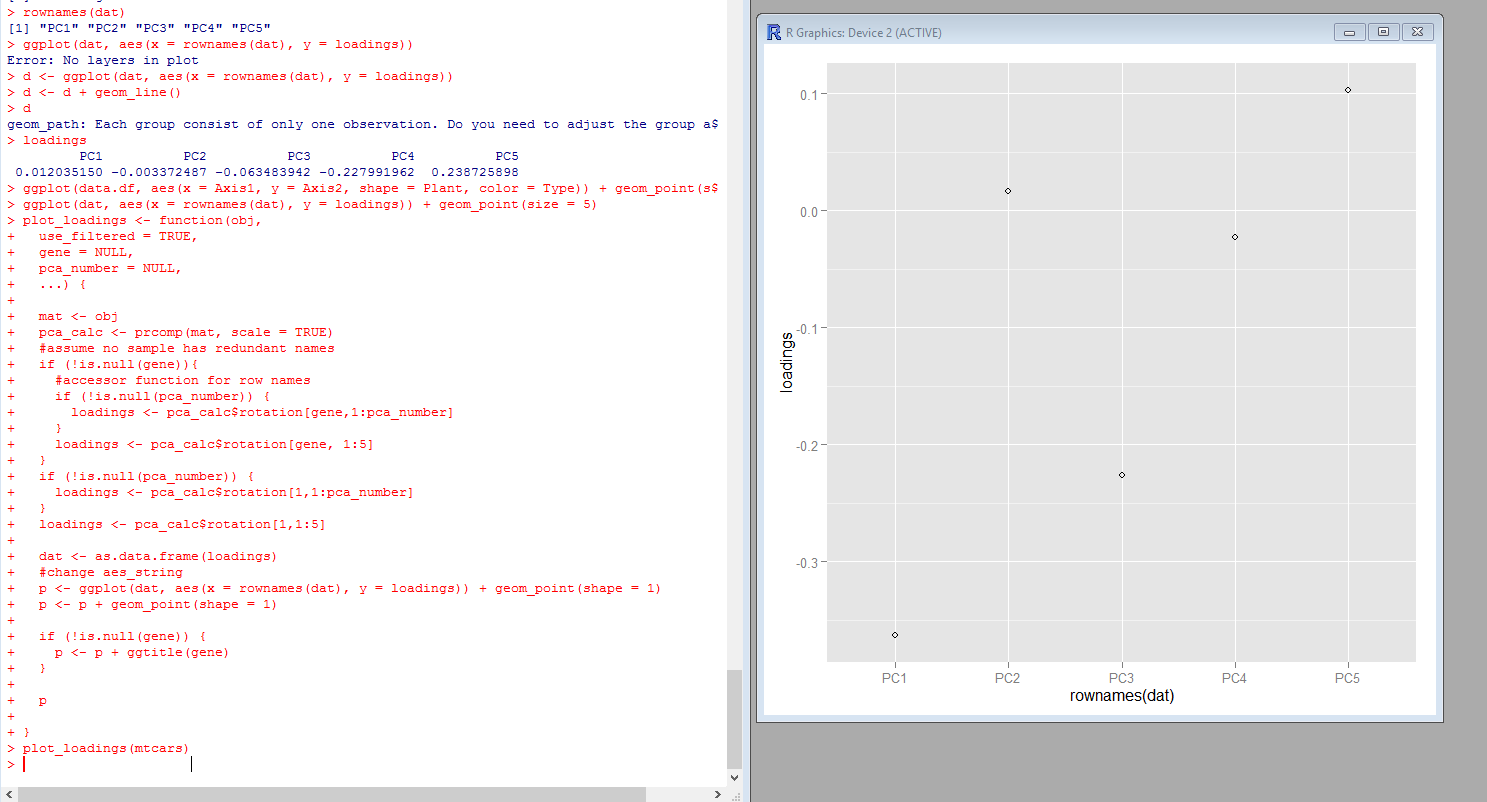 > rownames(dat)
[1] "PC1" "PC2" "PC3" "PC4" "PC5"
> ggplot(dat, aes(x = rownames(dat), y = loadings))
Error: No layers in plot
> d <- ggplot(dat, aes(x = rownames(dat), y = loadings))
> d <- d + geom_line()
> d
geom_path: Each group consist of only one observation. Do you need to adjust the group a$
> loadings
         PC1          PC2          PC3          PC4          PC5
 0.012035150 -0.003372487 -0.063483942 -0.227991962  0.238725898
> ggplot(data.df, aes(x = Axis1, y = Axis2, shape = Plant, color = Type)) + geom_point(s$
> ggplot(dat, aes(x = rownames(dat), y = loadings)) + geom_point(size = 5)
> plot_loadings <- function(obj,
+   use_filtered = TRUE,
+   gene = NULL,
+   pca_number = NULL,
+   ...) {
+
+   mat <- obj
+   pca_calc <- prcomp(mat, scale = TRUE)
+   #assume no sample has redundant names
+   if (!is.null(gene)){
+     #accessor function for row names
+     if (!is.null(pca_number)) {
+       loadings <- pca_calc$rotation[gene,1:pca_number]
+     }
+     loadings <- pca_calc$rotation[gene, 1:5]
+   }
+   if (!is.null(pca_number)) {
+     loadings <- pca_calc$rotation[1,1:pca_number]
+   }
+   loadings <- pca_calc$rotation[1,1:5]
+
+   dat <- as.data.frame(loadings)
+   #change aes_string
+   p <- ggplot(dat, aes(x = rownames(dat), y = loadings)) + geom_point(shape = 1)
+   p <- p + geom_point(shape = 1)
+
+   if (!is.null(gene)) {
+     p <- p + ggtitle(gene)
+   }
+
+   p
+
+ }
> plot_loadings(mtcars)
>
R R Graphics: Device 2 (ACTIVE)
0.1
0.0
-0.1
-0.2
-0.3
loadings
PC1 PC2 PC3 PC4 PC5
rownames(dat)